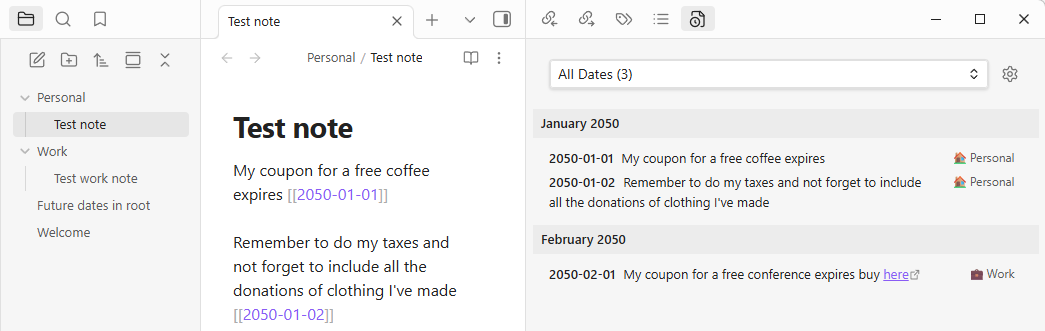 Test note
Personal
Test note
Work
Test work note
Future dates in root
Welcome
Personal / Test note
Test note
My coupon for a free coffee
expires [[2050-01-01]]
Remember to do my taxes and
not forget to include all the
donations of clothing I've made
[[2050-01-02]]
All Dates (3)
January 2050
2050-01-01 My coupon for a free coffee expires Personal
2050-01-02 Remember to do my taxes and not forget to include Personal
all the donations of clothing I've made
February 2050
2050-02-01 My coupon for a free conference expires buy here Work